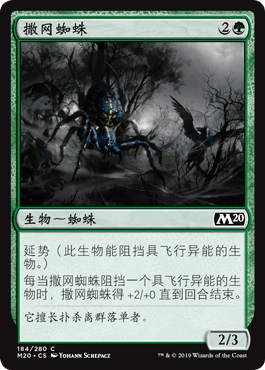 撒网蜘蛛 2
生物～蜘蛛 M20
延势（此生物能阻挡具飞行异能的生
物。）
每当撒网蜘蛛阻挡一个具飞行异能的生
物时，撒网蜘蛛得 +2/+0 直到回合结束。
它擅长扑杀离群落单者。
2/3
184/280 C
M20 • CS YOHANN SCHEPACZ
™ & © 2019 Wizards of the Coast